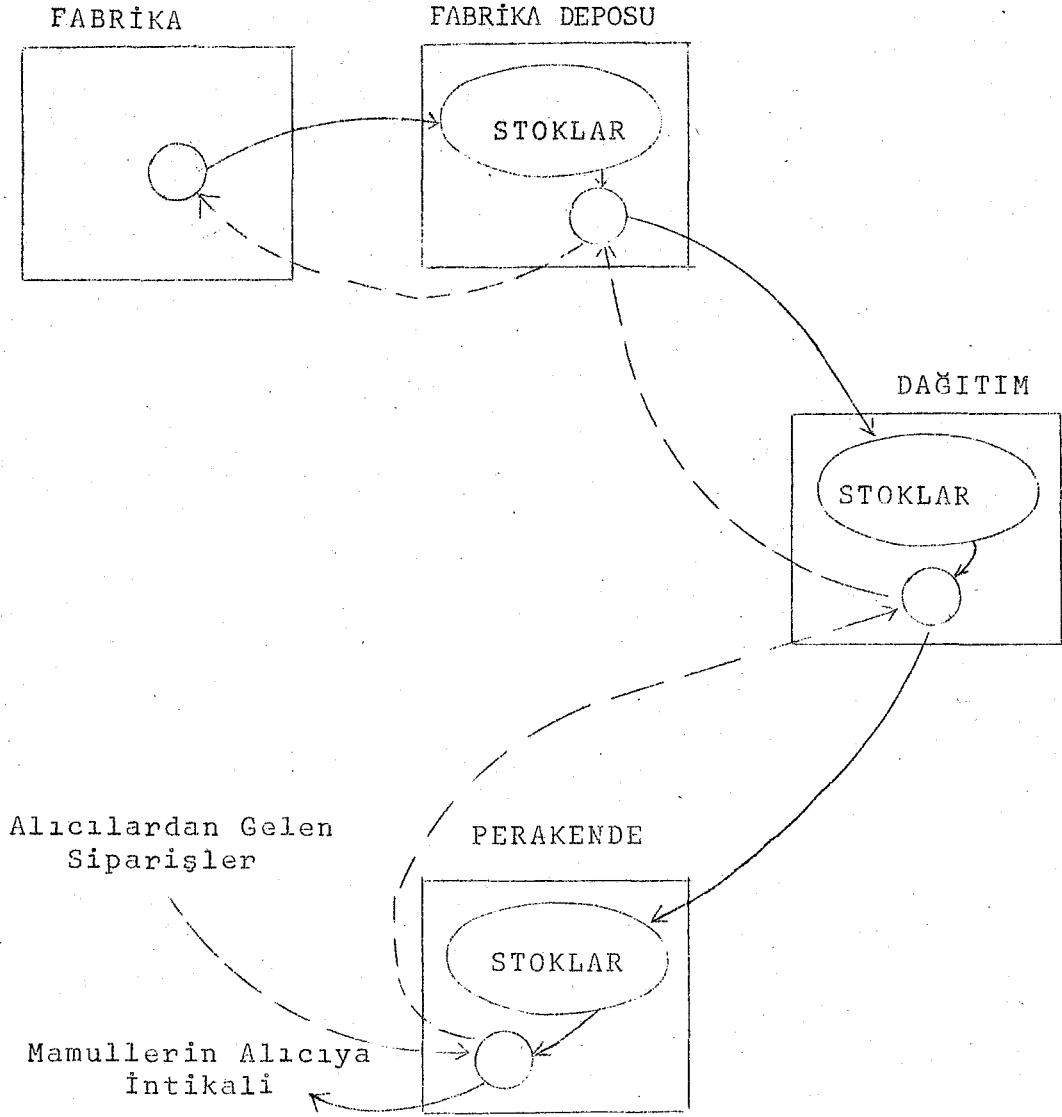 FABRİKA
FABRİKA DEPOSU
STOKLAR
DAĞITIM
STOKLAR
Alıcılardan Gelen
Siparişler
PERAKENDE
STOKLAR
Mamullerin Alıcıya
İntikali